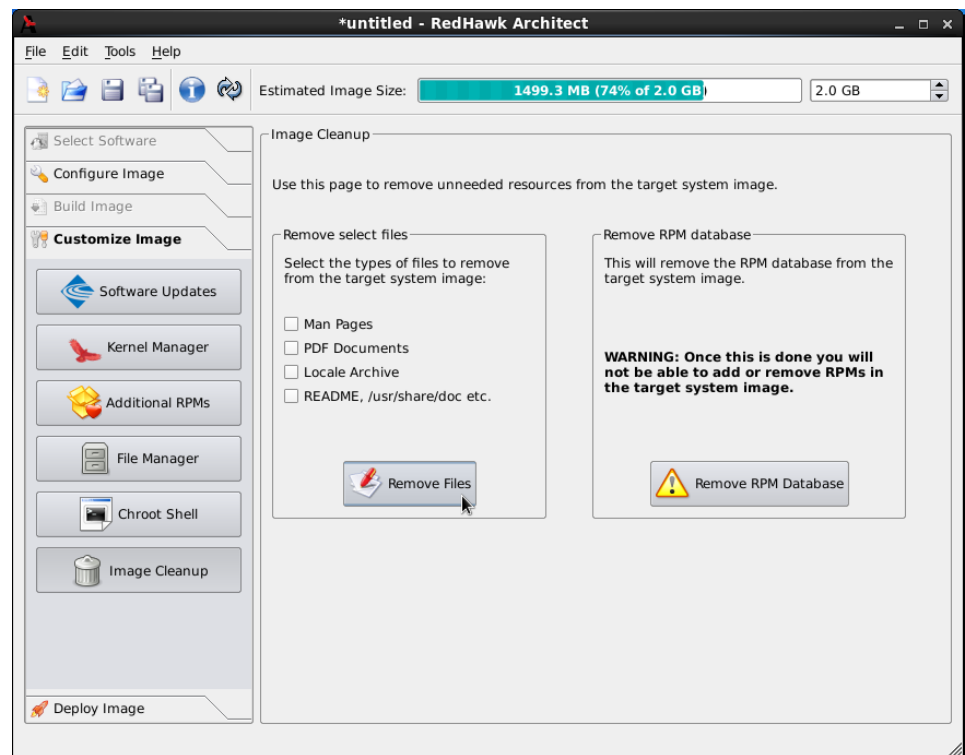 *untitled - RedHawk Architect
File Edit Tools Help
Estimated Image Size: 1499.3 MB (74% of 2.0 GB) 2.0 GB
Select Software
Configure Image
Build Image
Customize Image
Software Updates
Kernel Manager
Additional RPMs
File Manager
Chroot Shell
Image Cleanup
Deploy Image
Image Cleanup
Use this page to remove unneeded resources from the target system image.
Remove select files
Select the types of files to remove
from the target system image:
Man Pages
PDF Documents
Locale Archive
README, /usr/share/doc etc.
Remove Files
Remove RPM database
This will remove the RPM database from the
target system image.
WARNING: Once this is done you will
not be able to add or remove RPMs in
the target system image.
Remove RPM Database